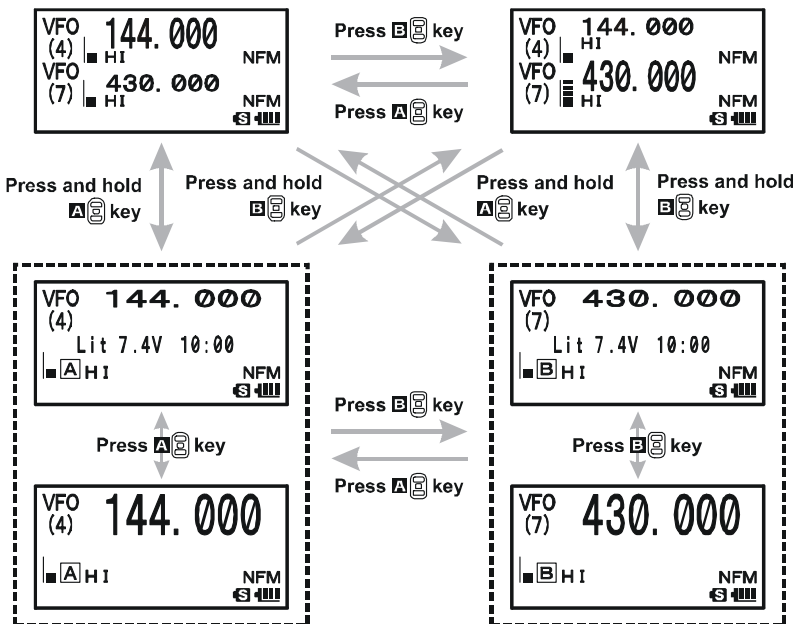 VFO 144. 000
(4) HI NFM
VFO 430. 000
(7) HI NFM
S
Press B key
Press A key
VFO 144. 000
(4) HI NFM
VFO 430. 000
(7) HI NFM
S
Press and hold
A key
Press and hold
B key
Press and hold
A key
Press and hold
B key
VFO 144. 000
(4)
Lit 7.4V 10:00
A HI NFM
S
Press A key
VFO 144. 000
(4)
A HI NFM
S
Press B key
Press A key
VFO 430. 000
(7)
Lit 7.4V 10:00
B HI NFM
S
Press B key
VFO 430. 000
(7)
B HI NFM
S